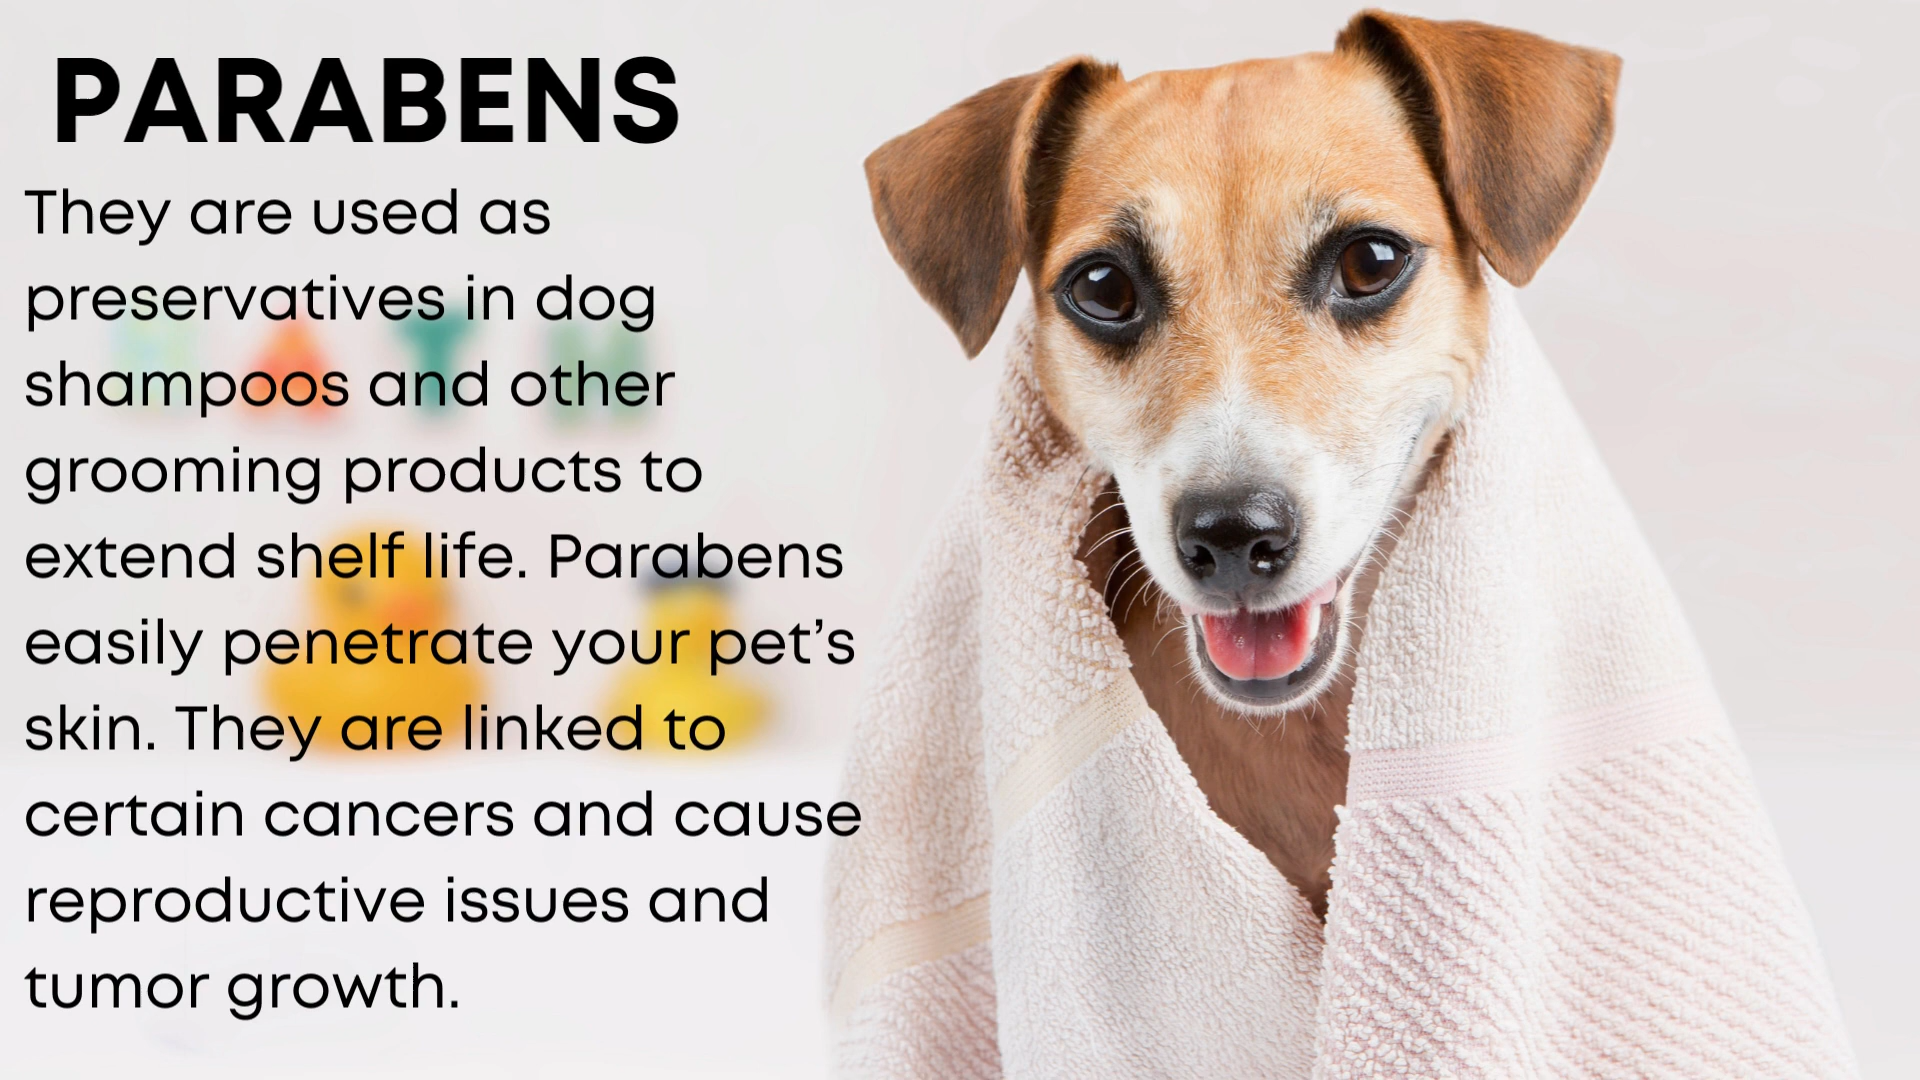 PARABENS
They are used as
preservatives in dog
shampoos and other
grooming products to
extend shelf life. Parabens
easily penetrate your pet’s
skin. They are linked to
certain cancers and cause
reproductive issues and
tumor growth.